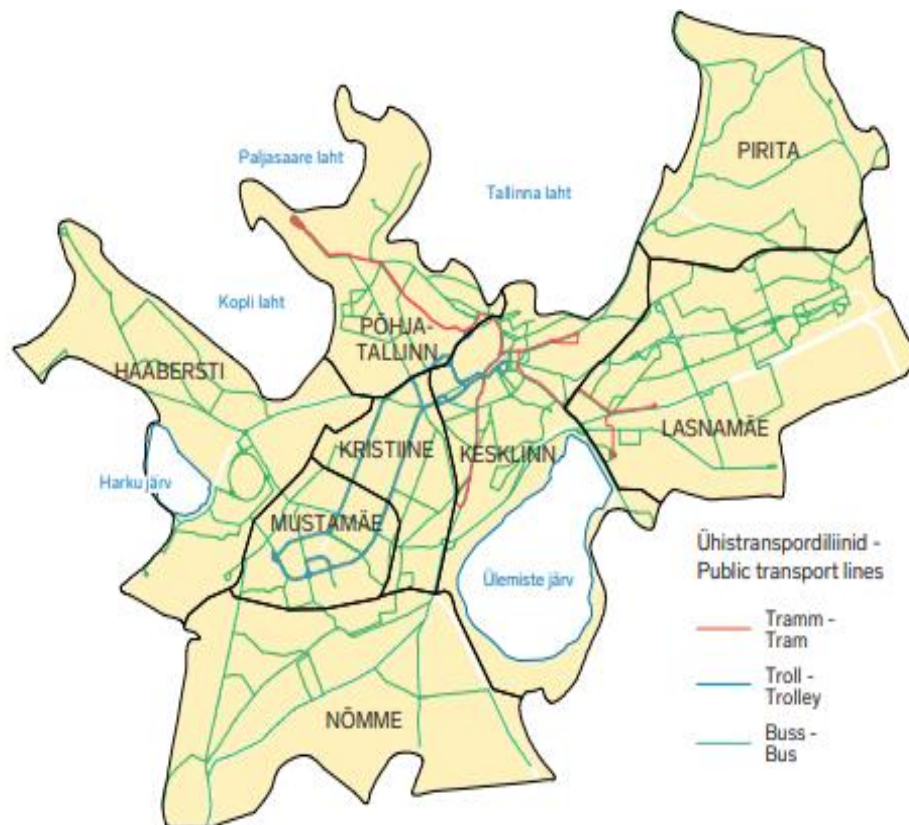 PIRITA
Paljasaare laht
Tallinna laht
Kopli laht
PÕHJA-
TALLINN
HAABERSTI
LASNAMÄE
KRISTIINE
KESKLINN
Harku järv
MUSTAMÄE
Ülemiste järv
NÕMME
Ühistranspordiliinid -
Public transport lines
Tramm -
Tram
Troll -
Trolley
Buss -
Bus